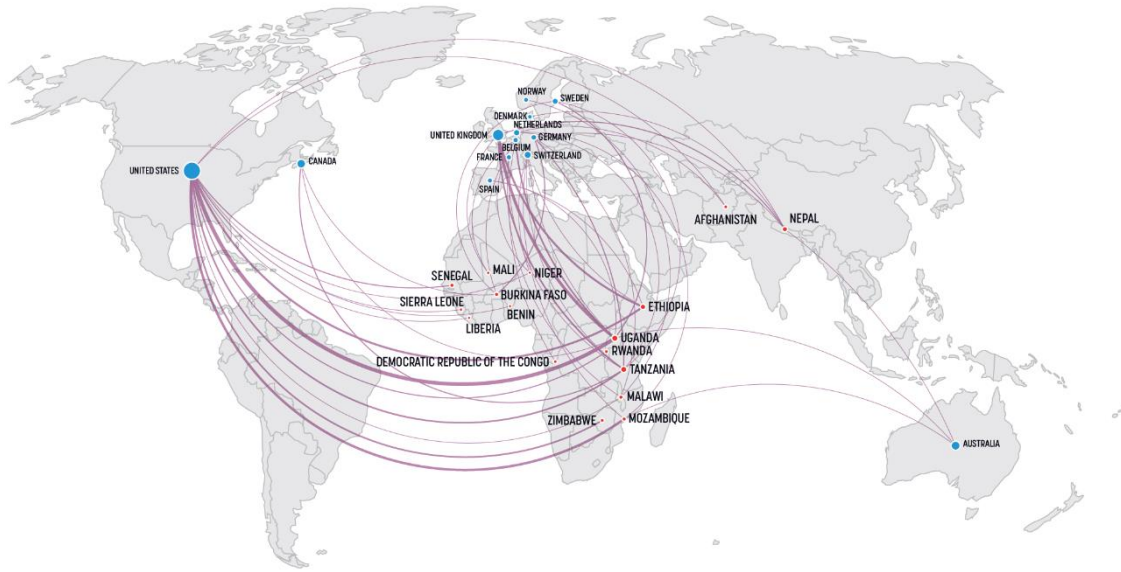 NORWAY
SWEDEN
DENMARK
NETHERLANDS
UNITED KINGDOM
GERMANY
BELGIUM
FRANCE
SWITZERLAND
CANADA
UNITED STATES
SPAIN
AFGHANISTAN
NEPAL
SENEGAL
MALI
NIGER
SIERRA LEONE
BURKINA FASO
ETHIOPIA
BENIN
LIBERIA
UGANDA
RWANDA
DEMOCRATIC REPUBLIC OF THE CONGO
TANZANIA
MALAWI
ZIMBABWE
MOZAMBIQUE
AUSTRALIA